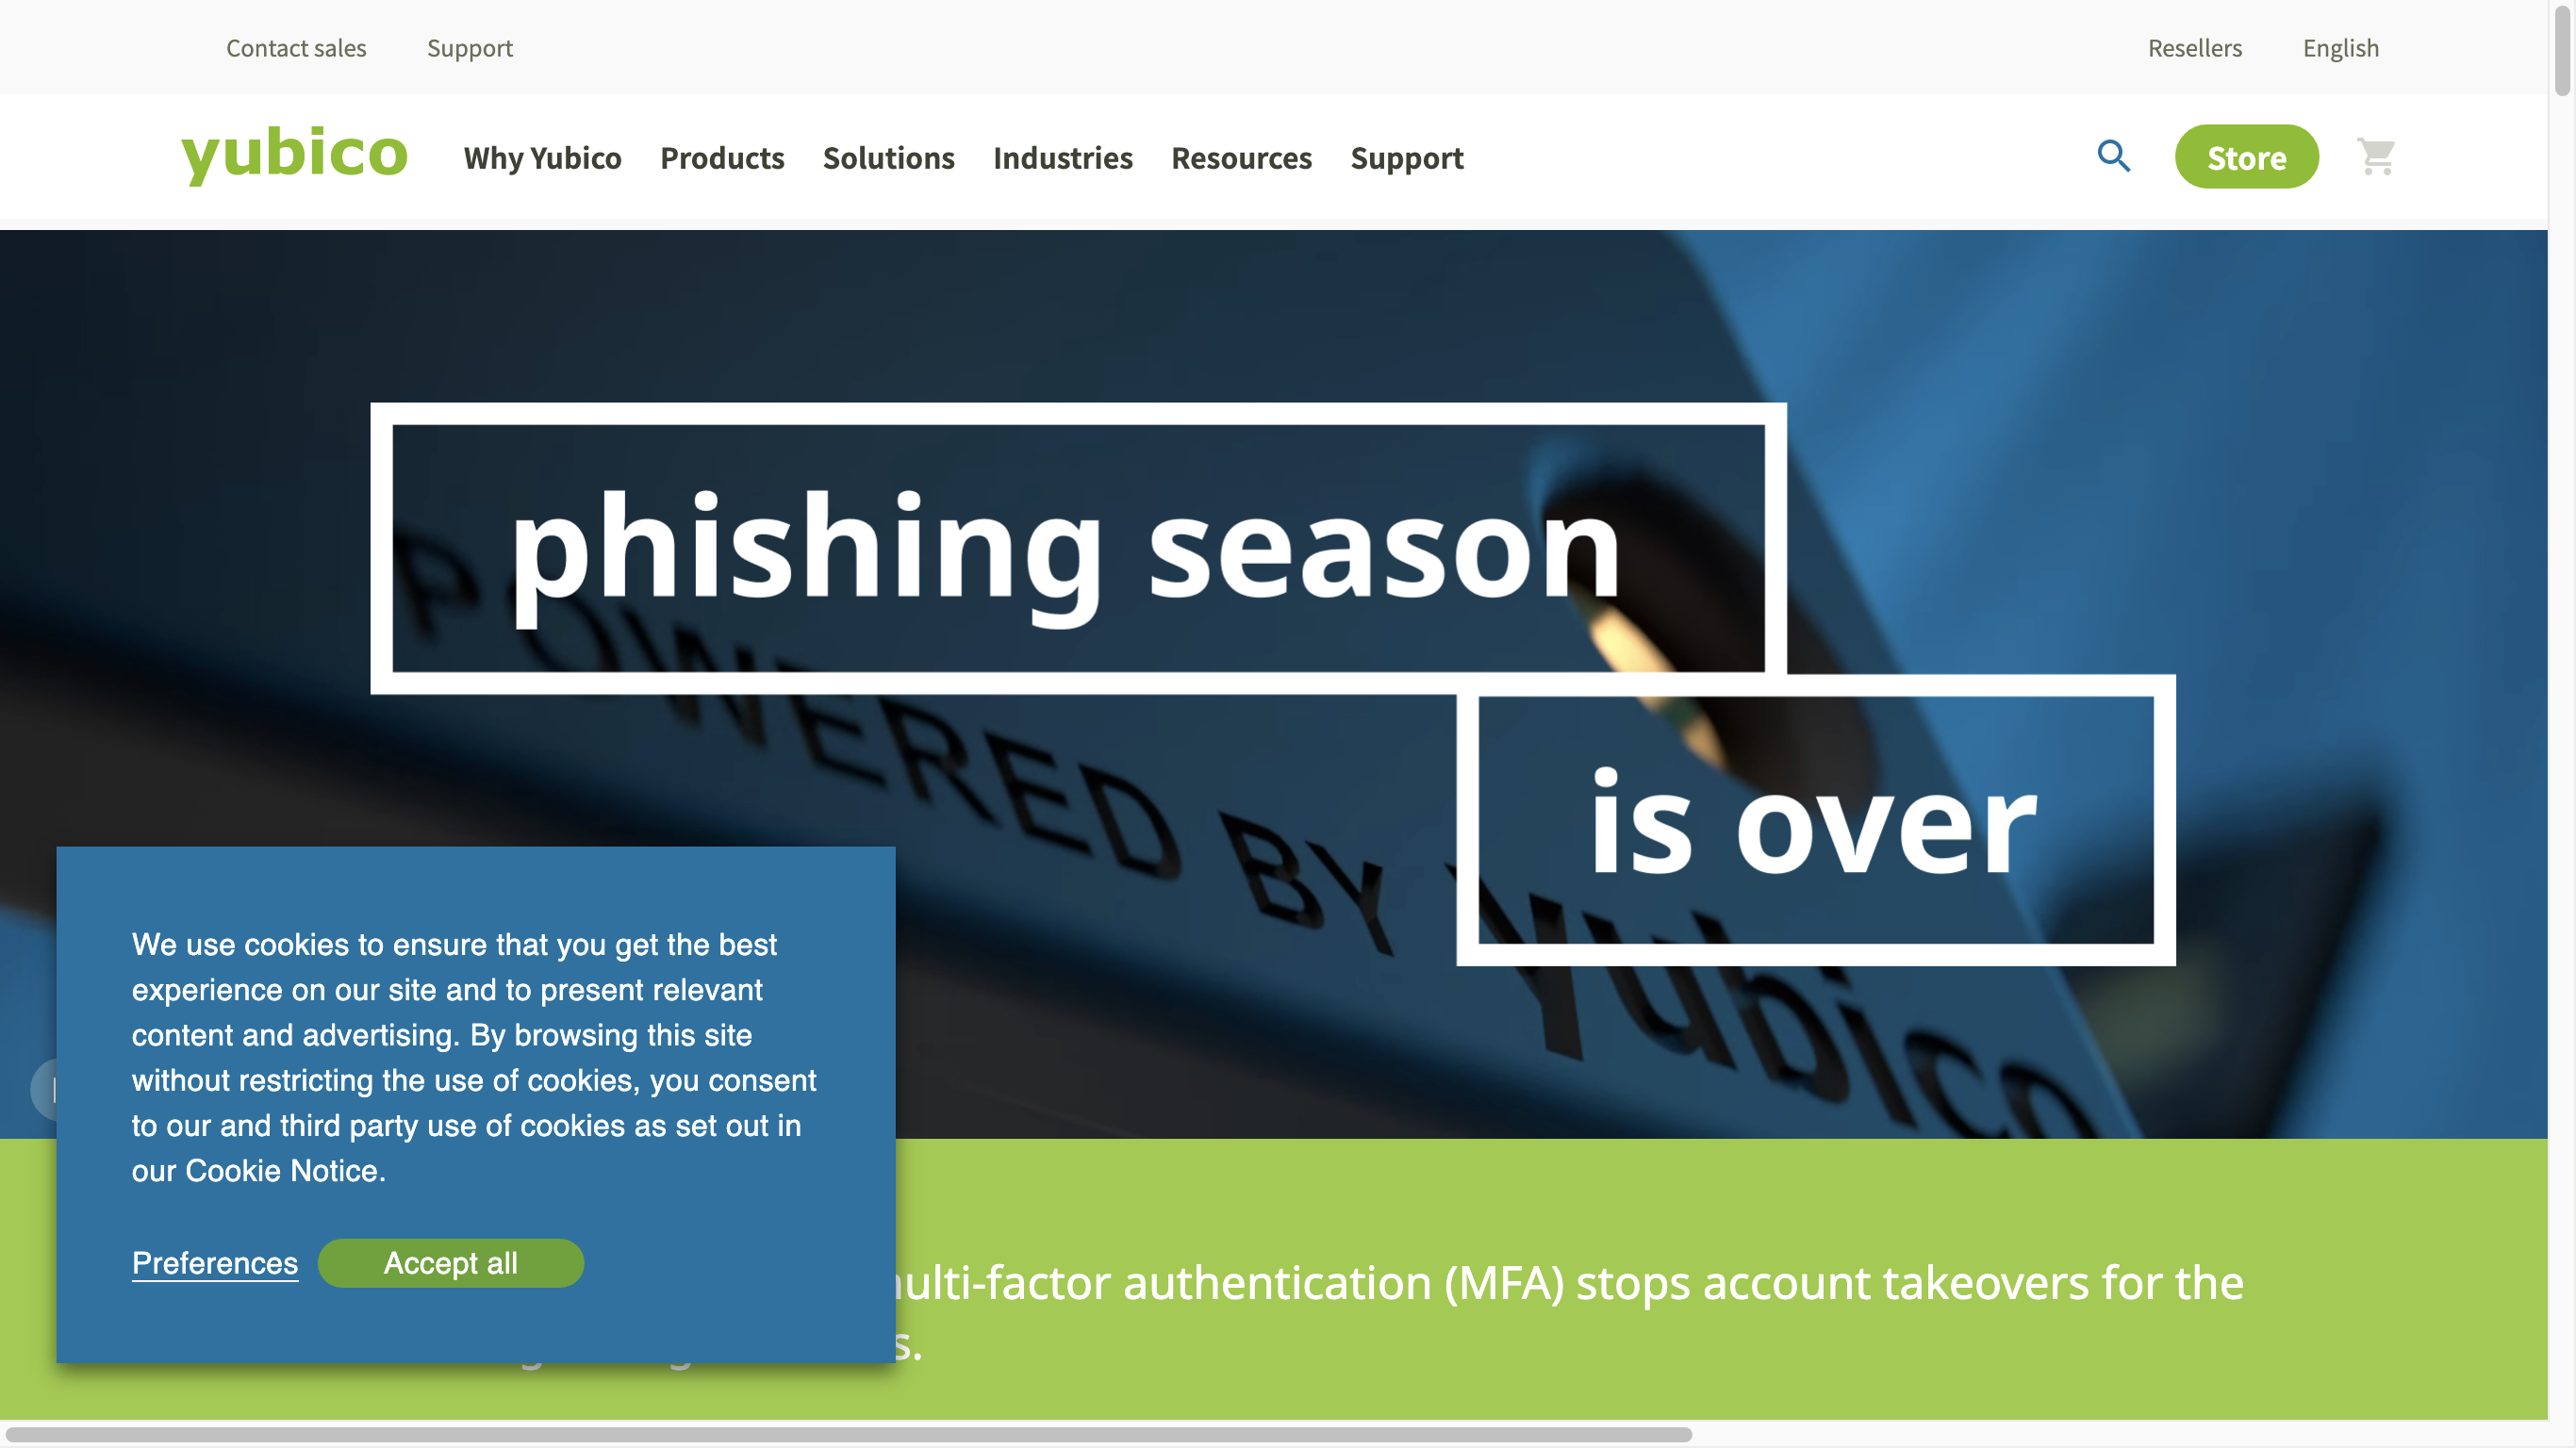 Contact sales Support Resellers English
yubico Why Yubico Products Solutions Industries Resources Support Store
phishing season
is over
POWERED BY Yubico
We use cookies to ensure that you get the best
experience on our site and to present relevant
content and advertising. By browsing this site
without restricting the use of cookies, you consent
to our and third party use of cookies as set out in
our Cookie Notice.
Preferences Accept all
multi-factor authentication (MFA) stops account takeovers for the